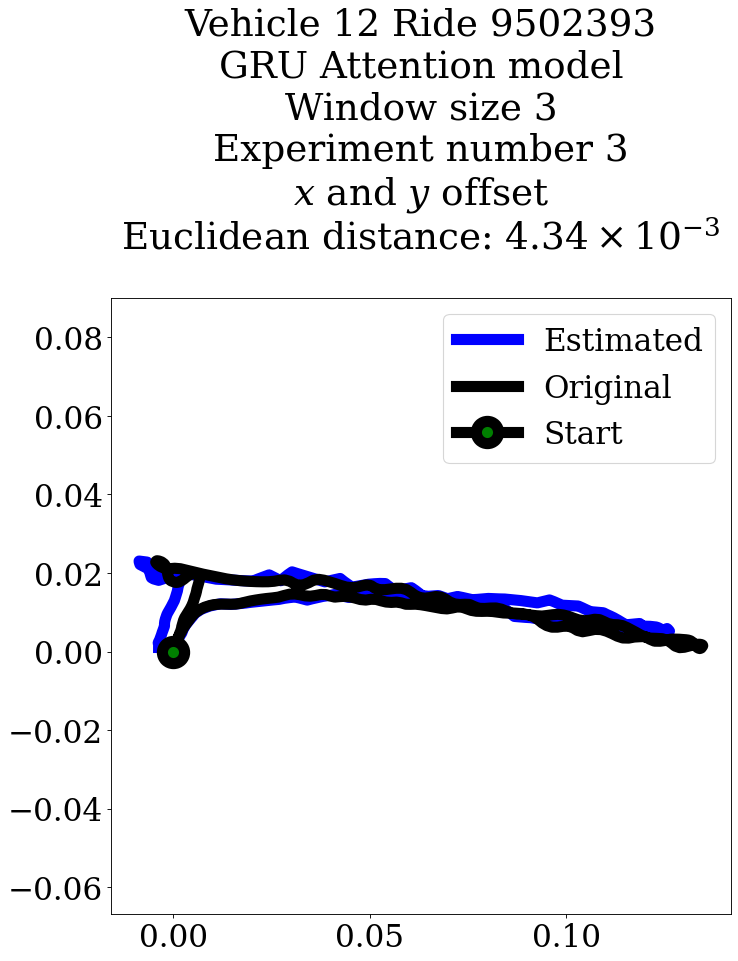 Vehicle 12 Ride 9502393
GRU Attention model
Window size 3
Experiment number 3
x and y offset
Euclidean distance: 4.34 × 10⁻³
Estimated
Original
Start
0.08
0.06
0.04
0.02
0.00
−0.02
−0.04
−0.06
0.00 0.05 0.10